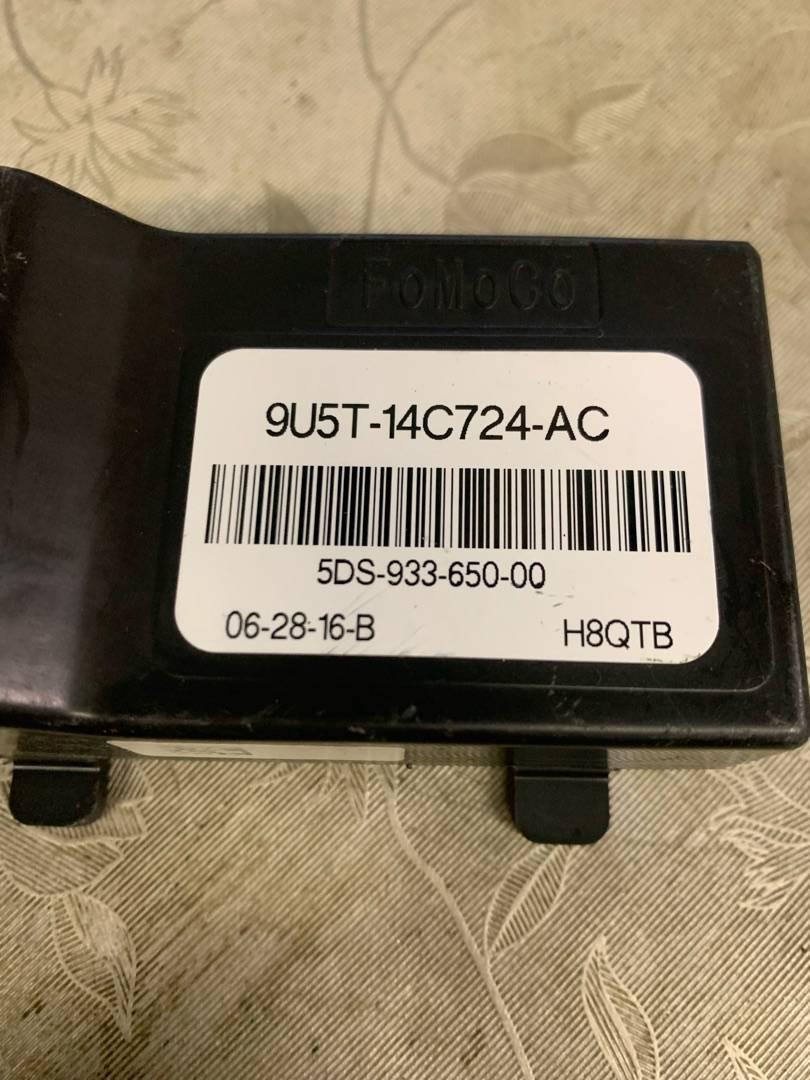 FoMoCo
9U5T-14C724-AC
5DS-933-650-00
06-28-16-B
H8QTB